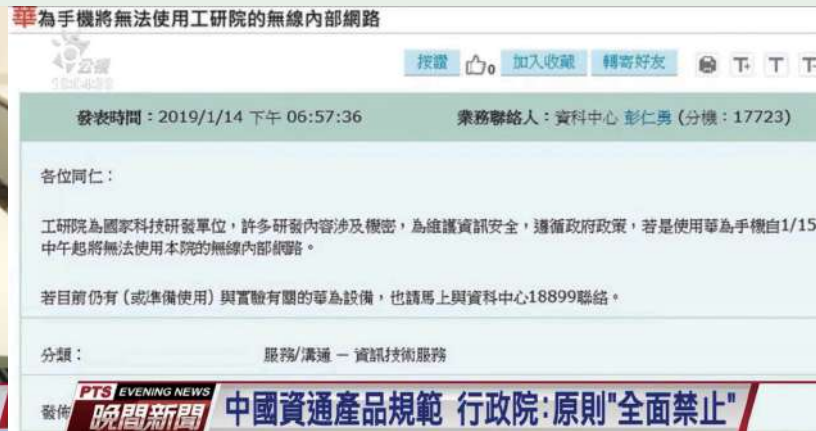 華為手機將無法使用工研院的無線內部網路
公視
按讚 0 加入收藏 轉寄好友 T+ T T-
發表時間：2019/1/14 下午 06:57:36 業務聯絡人：資科中心 彭仁勇 (分機：17723)
各位同仁：
工研院為國家科技研發單位，許多研發內容涉及機密，為維護資訊安全，遵循政府政策，若是使用華為手機自1/15
中午起將無法使用本院的無線內部網路。
若目前仍有 (或準備使用) 與實驗有關的華為設備，也請馬上與資科中心18899聯絡。
分類： 服務/溝通 — 資訊技術服務
發佈
PTS EVENING NEWS
晚間新聞 中國資通產品規範 行政院：原則"全面禁止"